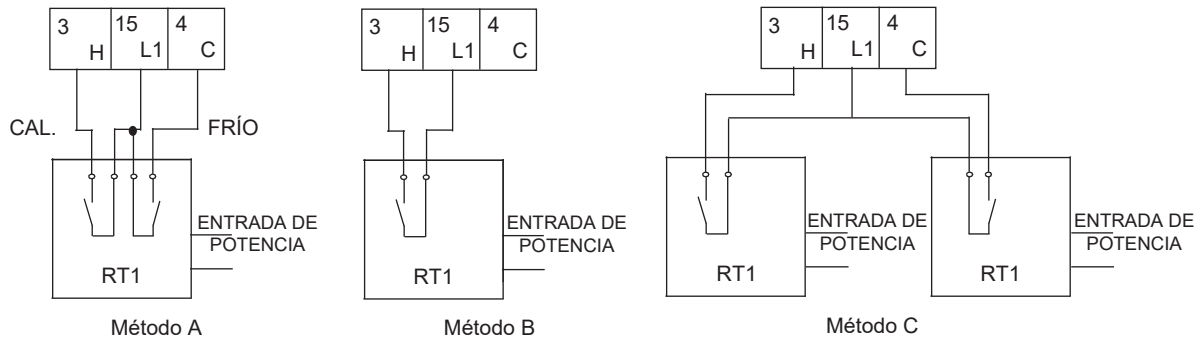 3 15 4
H L1 C
CAL. FRÍO
ENTRADA DE
POTENCIA
RT1
Método A
3 15 4
H L1 C
ENTRADA DE
POTENCIA
RT1
Método B
3 15 4
H L1 C
ENTRADA DE
POTENCIA
RT1
ENTRADA DE
POTENCIA
RT1
Método C